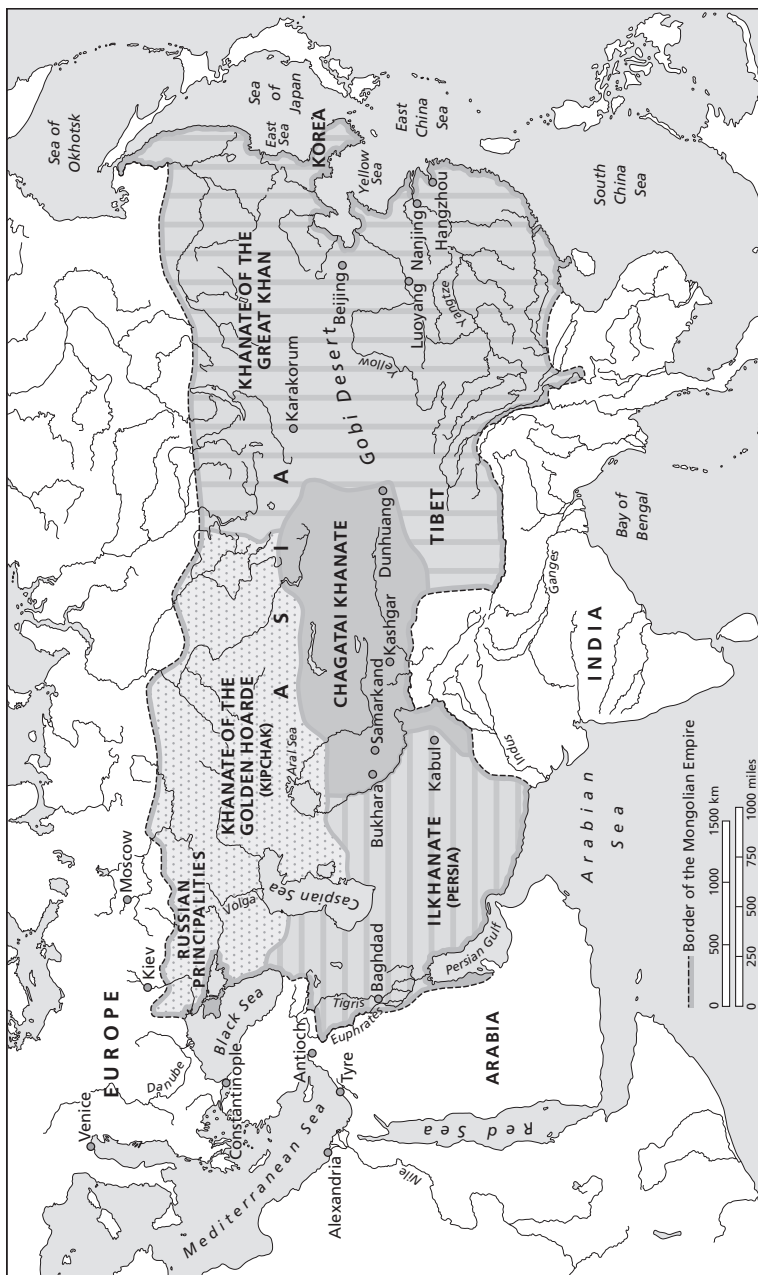 Sea of
Okhotsk
Sea
of
Japan
East
Sea
KOREA
Yellow
Sea
East
China
Sea
South
China
Sea
KHANATE OF THE
GREAT KHAN
Karakorum
Gobi Desert
Beijing
Yellow
Luoyang
Nanjing
Hangzhou
Yangtze
TIBET
ASIA
CHAGATAI KHANATE
Dunhuang
Kashgar
Samarkand
Bukhara
Kabul
KHANATE OF THE
GOLDEN HOARDE
(KIPCHAK)
Aral Sea
RUSSIAN
PRINCIPALITIES
Volga
Caspian Sea
Moscow
Kiev
EUROPE
Venice
Danube
Black Sea
Constantinople
Mediterranean Sea
Antioch
Tyre
Alexandria
Nile
Red Sea
ARABIA
Tigris
Euphrates
Baghdad
Persian Gulf
ILKHANATE
(PERSIA)
Indus
Ganges
INDIA
Bay of
Bengal
Arabian
Sea
Border of the Mongolian Empire
0 500 1000 1500 km
0 250 500 750 1000 miles